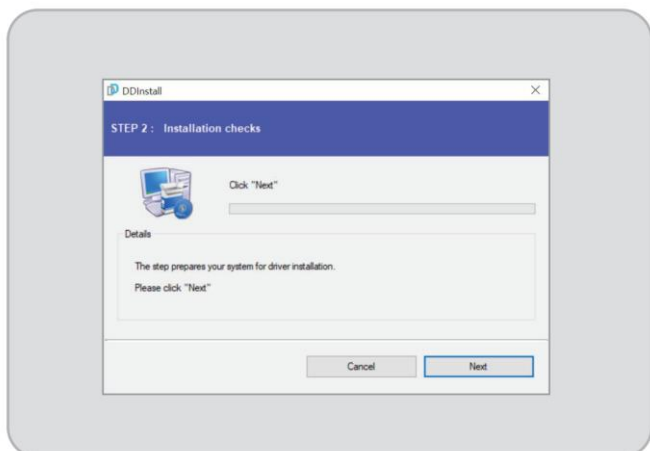 DDInstall
STEP 2 : Installation checks
Click "Next"
Details
The step prepares your system for driver installation.
Please click "Next"
Cancel
Next